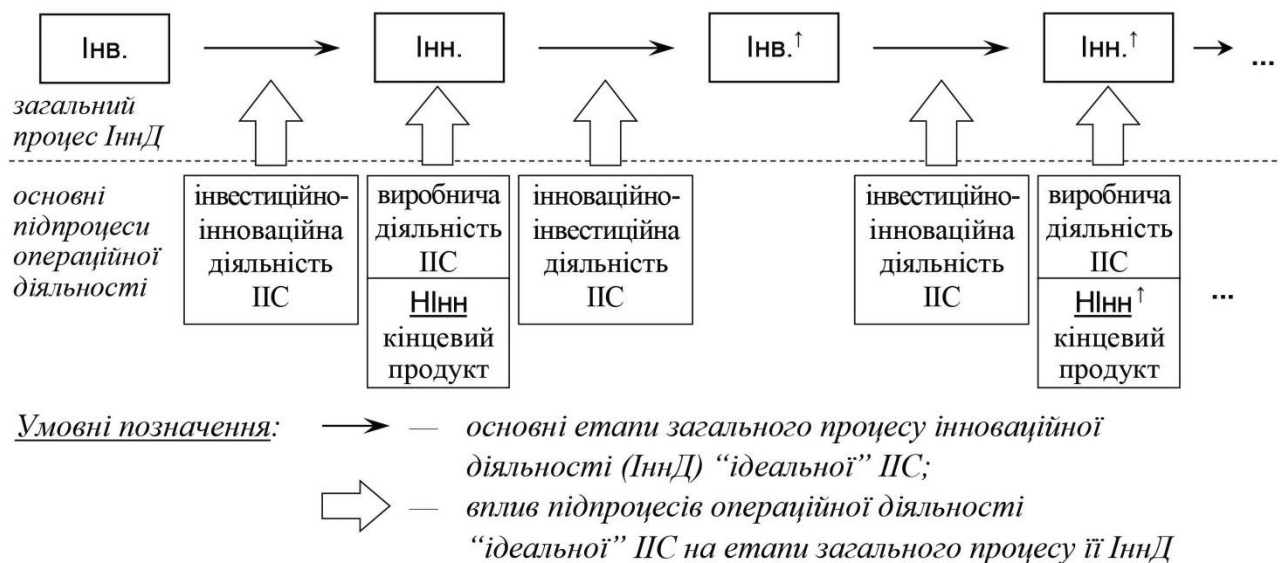 Інв.
Інн.
Інв.↑
Інн.↑
...
загальний
процес ІннД
основні
підпроцеси
операційної
діяльності
інвестиційно-
інноваційна
діяльність
ІІС
виробнича
діяльність
ІІС
НІнн
кінцевий
продукт
інноваційно-
інвестиційна
діяльність
ІІС
інвестиційно-
інноваційна
діяльність
ІІС
виробнича
діяльність
ІІС
НІнн↑
кінцевий
продукт
...
Умовні позначення:
— основні етапи загального процесу інноваційної
діяльності (ІннД) “ідеальної” ІІС;
— вплив підпроцесів операційної діяльності
“ідеальної” ІІС на етапи загального процесу її ІннД